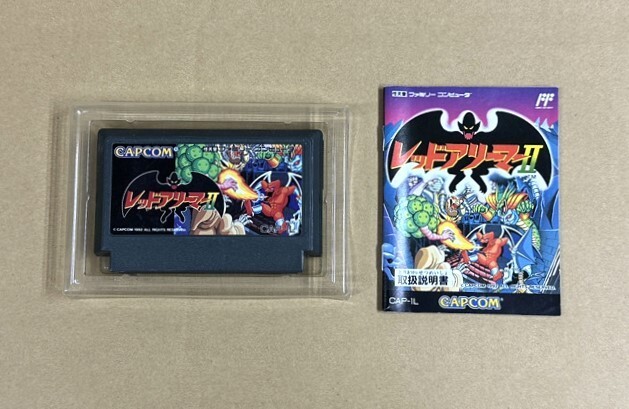 CAPCOM
レッドアリーマーII
© CAPCOM 1992 ALL RIGHTS RESERVED.
ファミリー コンピュータ
レッドアリーマーII
取扱説明書
CAP-1L
CAPCOM